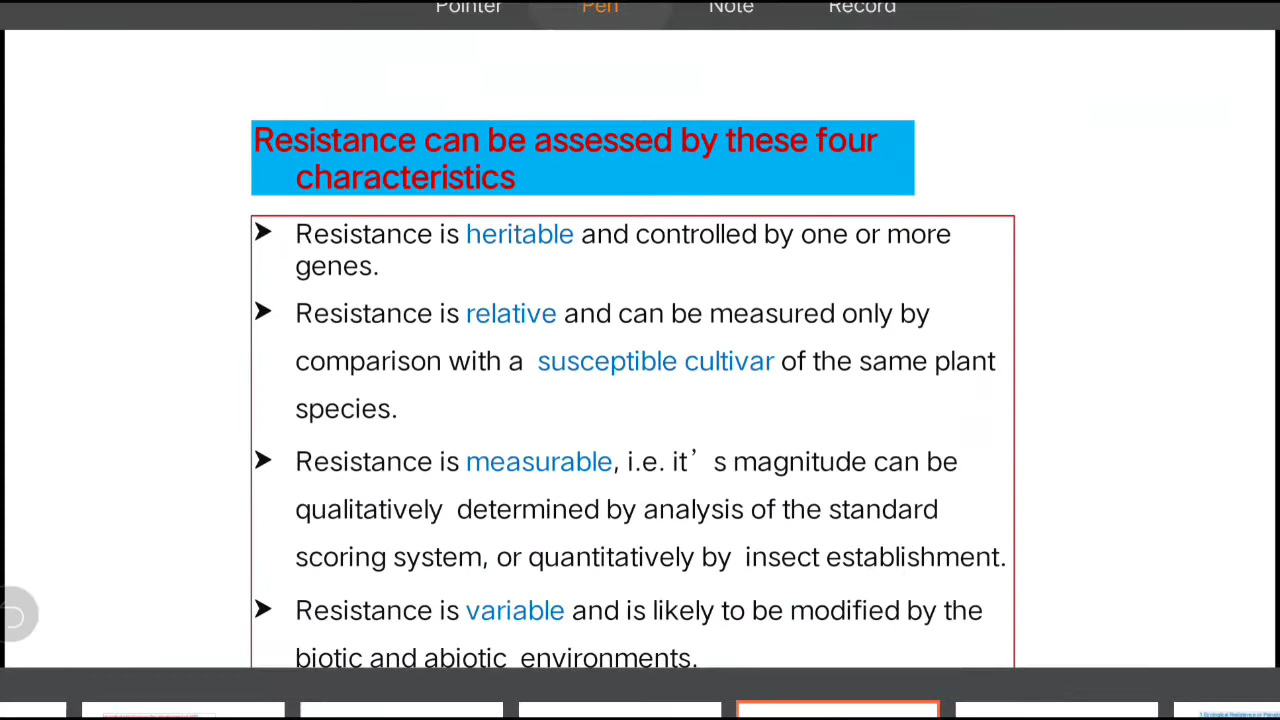 Pointer Pen Note Record
Resistance can be assessed by these four
characteristics
➤ Resistance is heritable and controlled by one or more
genes.
➤ Resistance is relative and can be measured only by
comparison with a susceptible cultivar of the same plant
species.
➤ Resistance is measurable, i.e. it’ s magnitude can be
qualitatively determined by analysis of the standard
scoring system, or quantitatively by insect establishment.
➤ Resistance is variable and is likely to be modified by the
biotic and abiotic environments.